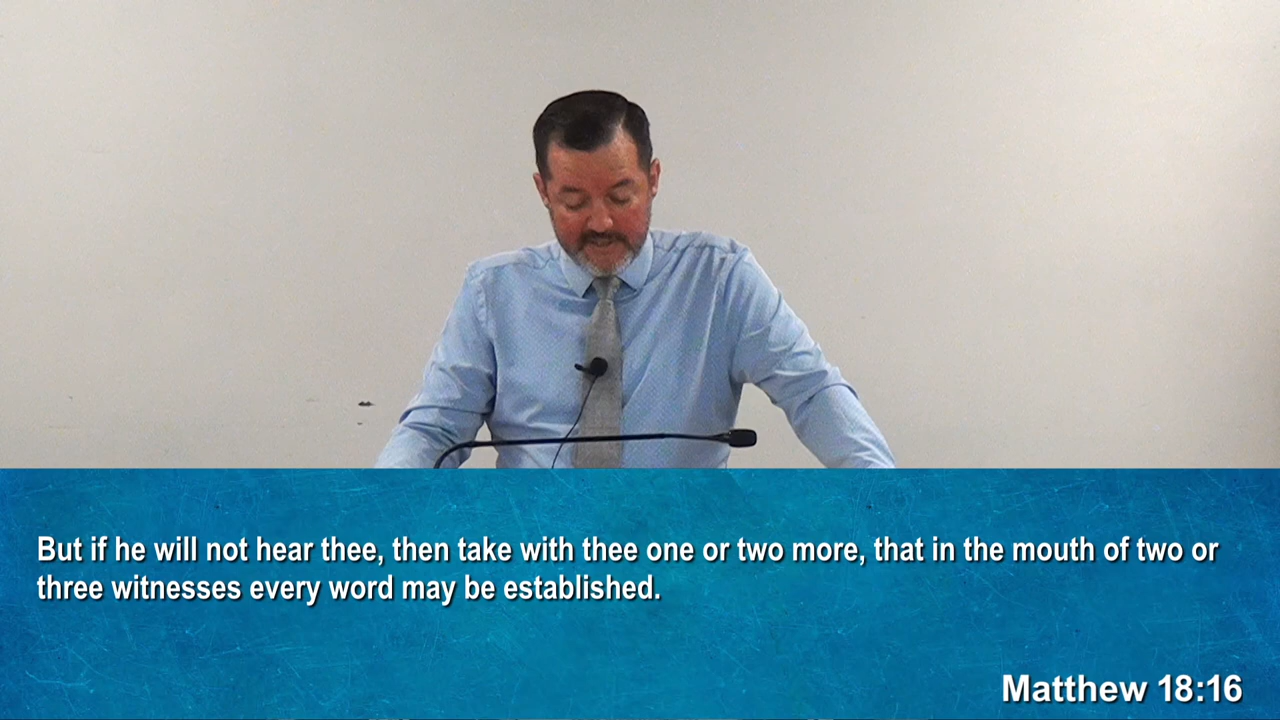 But if he will not hear thee, then take with thee one or two more, that in the mouth of two or
three witnesses every word may be established.
Matthew 18:16